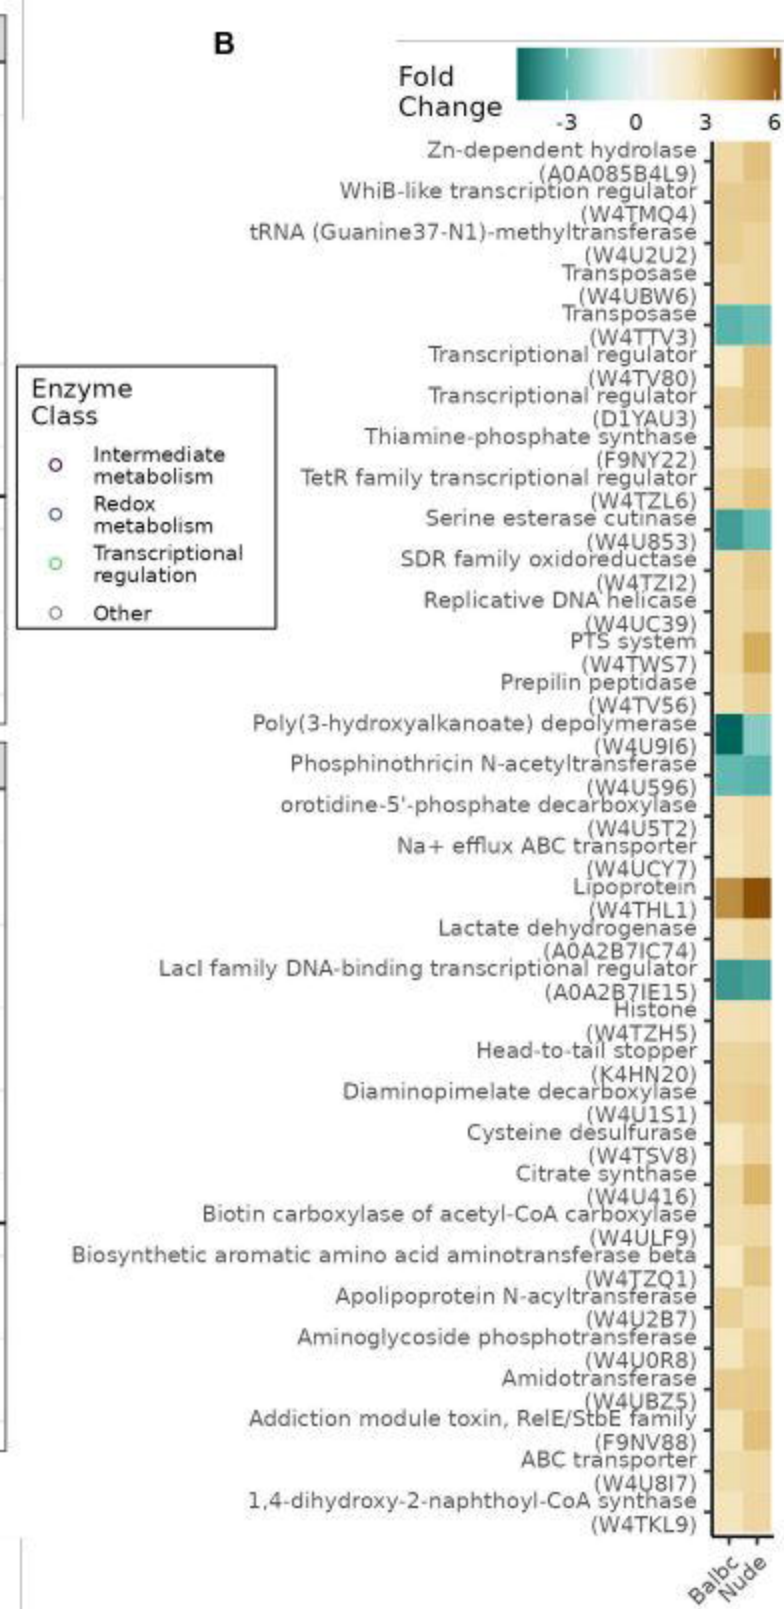 B
Fold
Change
-3 0 3 6
Zn-dependent hydrolase
(A0A085B4L9)
WhiB-like transcription regulator
(W4TMQ4)
tRNA (Guanine37-N1)-methyltransferase
(W4U2U2)
Transposase
(W4UBW6)
Transposase
(W4TTV3)
Transcriptional regulator
(W4TV80)
Transcriptional regulator
(D1YAU3)
Thiamine-phosphate synthase
(F9NY22)
TetR family transcriptional regulator
(W4TZL6)
Serine esterase cutinase
(W4U853)
SDR family oxidoreductase
(W4TZI2)
Replicative DNA helicase
(W4UC39)
PTS system
(W4TWS7)
Prepilin peptidase
(W4TV56)
Poly(3-hydroxyalkanoate) depolymerase
(W4U9I6)
Phosphinothricin N-acetyltransferase
(W4U596)
orotidine-5'-phosphate decarboxylase
(W4U5T2)
Na+ efflux ABC transporter
(W4UCY7)
Lipoprotein
(W4THL1)
Lactate dehydrogenase
(A0A2B7IC74)
LacI family DNA-binding transcriptional regulator
(A0A2B7IE15)
Histone
(W4TZH5)
Head-to-tail stopper
(K4HN20)
Diaminopimelate decarboxylase
(W4U1S1)
Cysteine desulfurase
(W4TSV8)
Citrate synthase
(W4U416)
Biotin carboxylase of acetyl-CoA carboxylase
(W4ULF9)
Biosynthetic aromatic amino acid aminotransferase beta
(W4TZQ1)
Apolipoprotein N-acyltransferase
(W4U2B7)
Aminoglycoside phosphotransferase
(W4U0R8)
Amidotransferase
(W4UBZ5)
Addiction module toxin, RelE/StbE family
(F9NV88)
ABC transporter
(W4U8I7)
1,4-dihydroxy-2-naphthoyl-CoA synthase
(W4TKL9)
Balbc
Nude
Enzyme
Class
Intermediate
metabolism
Redox
metabolism
Transcriptional
regulation
Other